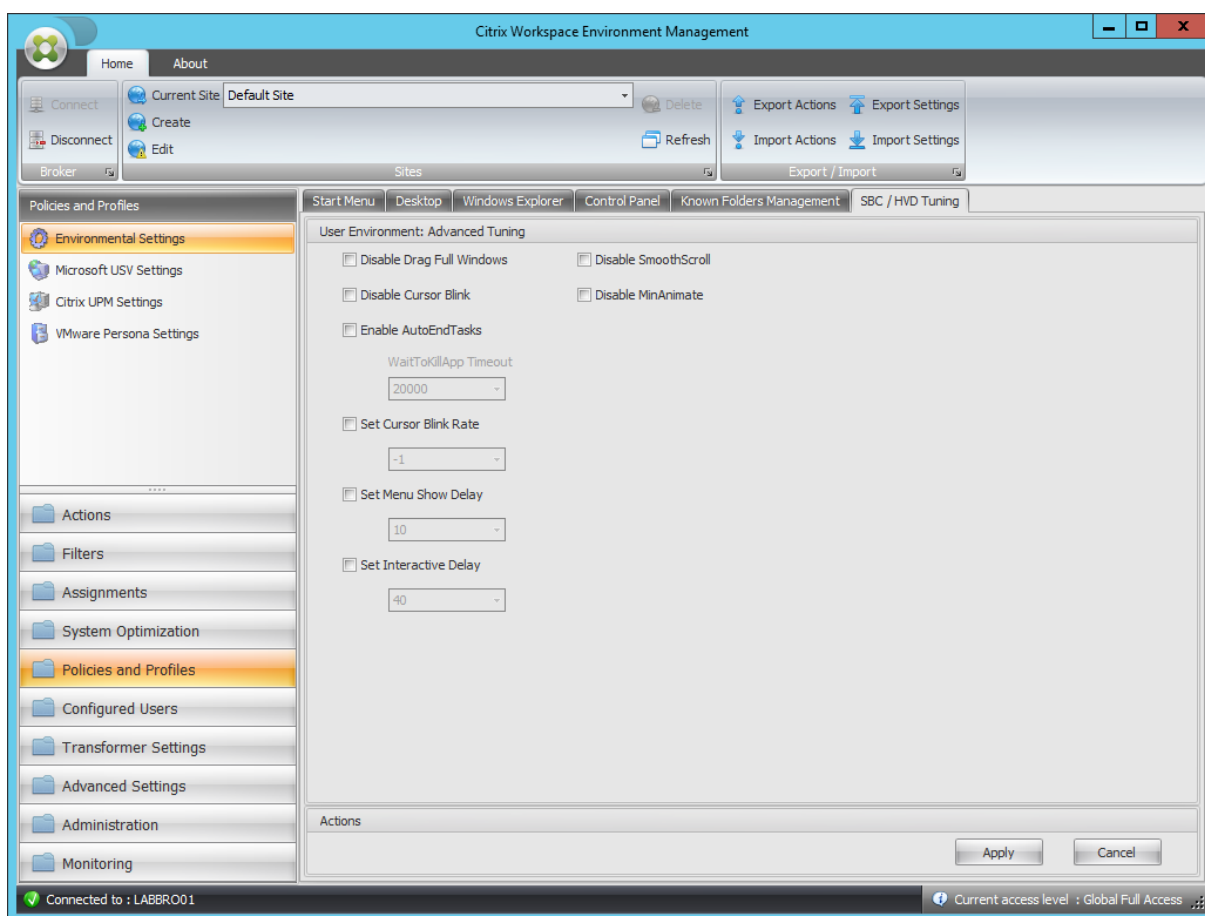 Citrix Workspace Environment Management
Home About
Connect
Disconnect
Broker
Current Site Default Site
Create
Edit
Delete
Refresh
Sites
Export Actions Export Settings
Import Actions Import Settings
Export / Import
Policies and Profiles
Environmental Settings
Microsoft USV Settings
Citrix UPM Settings
VMware Persona Settings
Actions
Filters
Assignments
System Optimization
Policies and Profiles
Configured Users
Transformer Settings
Advanced Settings
Administration
Monitoring
Start Menu Desktop Windows Explorer Control Panel Known Folders Management SBC / HVD Tuning
User Environment: Advanced Tuning
Disable Drag Full Windows Disable SmoothScroll
Disable Cursor Blink Disable MinAnimate
Enable AutoEndTasks
WaitToKillApp Timeout
20000
Set Cursor Blink Rate
-1
Set Menu Show Delay
10
Set Interactive Delay
40
Actions
Apply Cancel
Connected to : LABBRO01
Current access level : Global Full Access